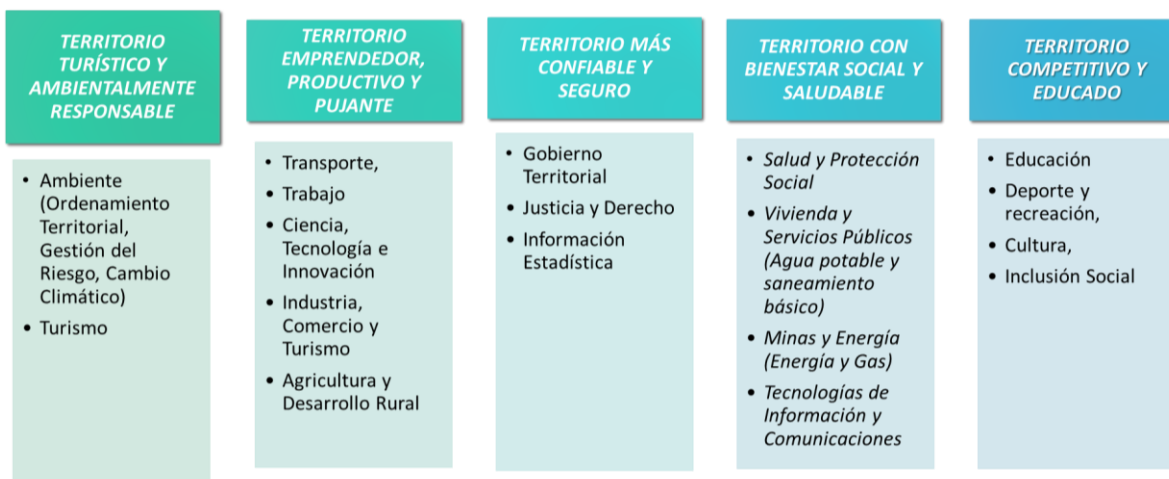 TERRITORIO
TURÍSTICO Y
AMBIENTALMENTE
RESPONSABLE
• Ambiente
(Ordenamiento
Territorial,
Gestión del
Riesgo, Cambio
Climático)
• Turismo
TERRITORIO
EMPRENDEDOR,
PRODUCTIVO Y
PUJANTE
• Transporte,
• Trabajo
• Ciencia,
Tecnología e
Innovación
• Industria,
Comercio y
Turismo
• Agricultura y
Desarrollo Rural
TERRITORIO MÁS
CONFIABLE Y
SEGURO
• Gobierno
Territorial
• Justicia y Derecho
• Información
Estadística
TERRITORIO CON
BIENESTAR SOCIAL Y
SALUDABLE
• Salud y Protección
Social
• Vivienda y
Servicios Públicos
(Agua potable y
saneamiento
básico)
• Minas y Energía
(Energía y Gas)
• Tecnologías de
Información y
Comunicaciones
TERRITORIO
COMPETITIVO Y
EDUCADO
• Educación
• Deporte y
recreación,
• Cultura,
• Inclusión Social